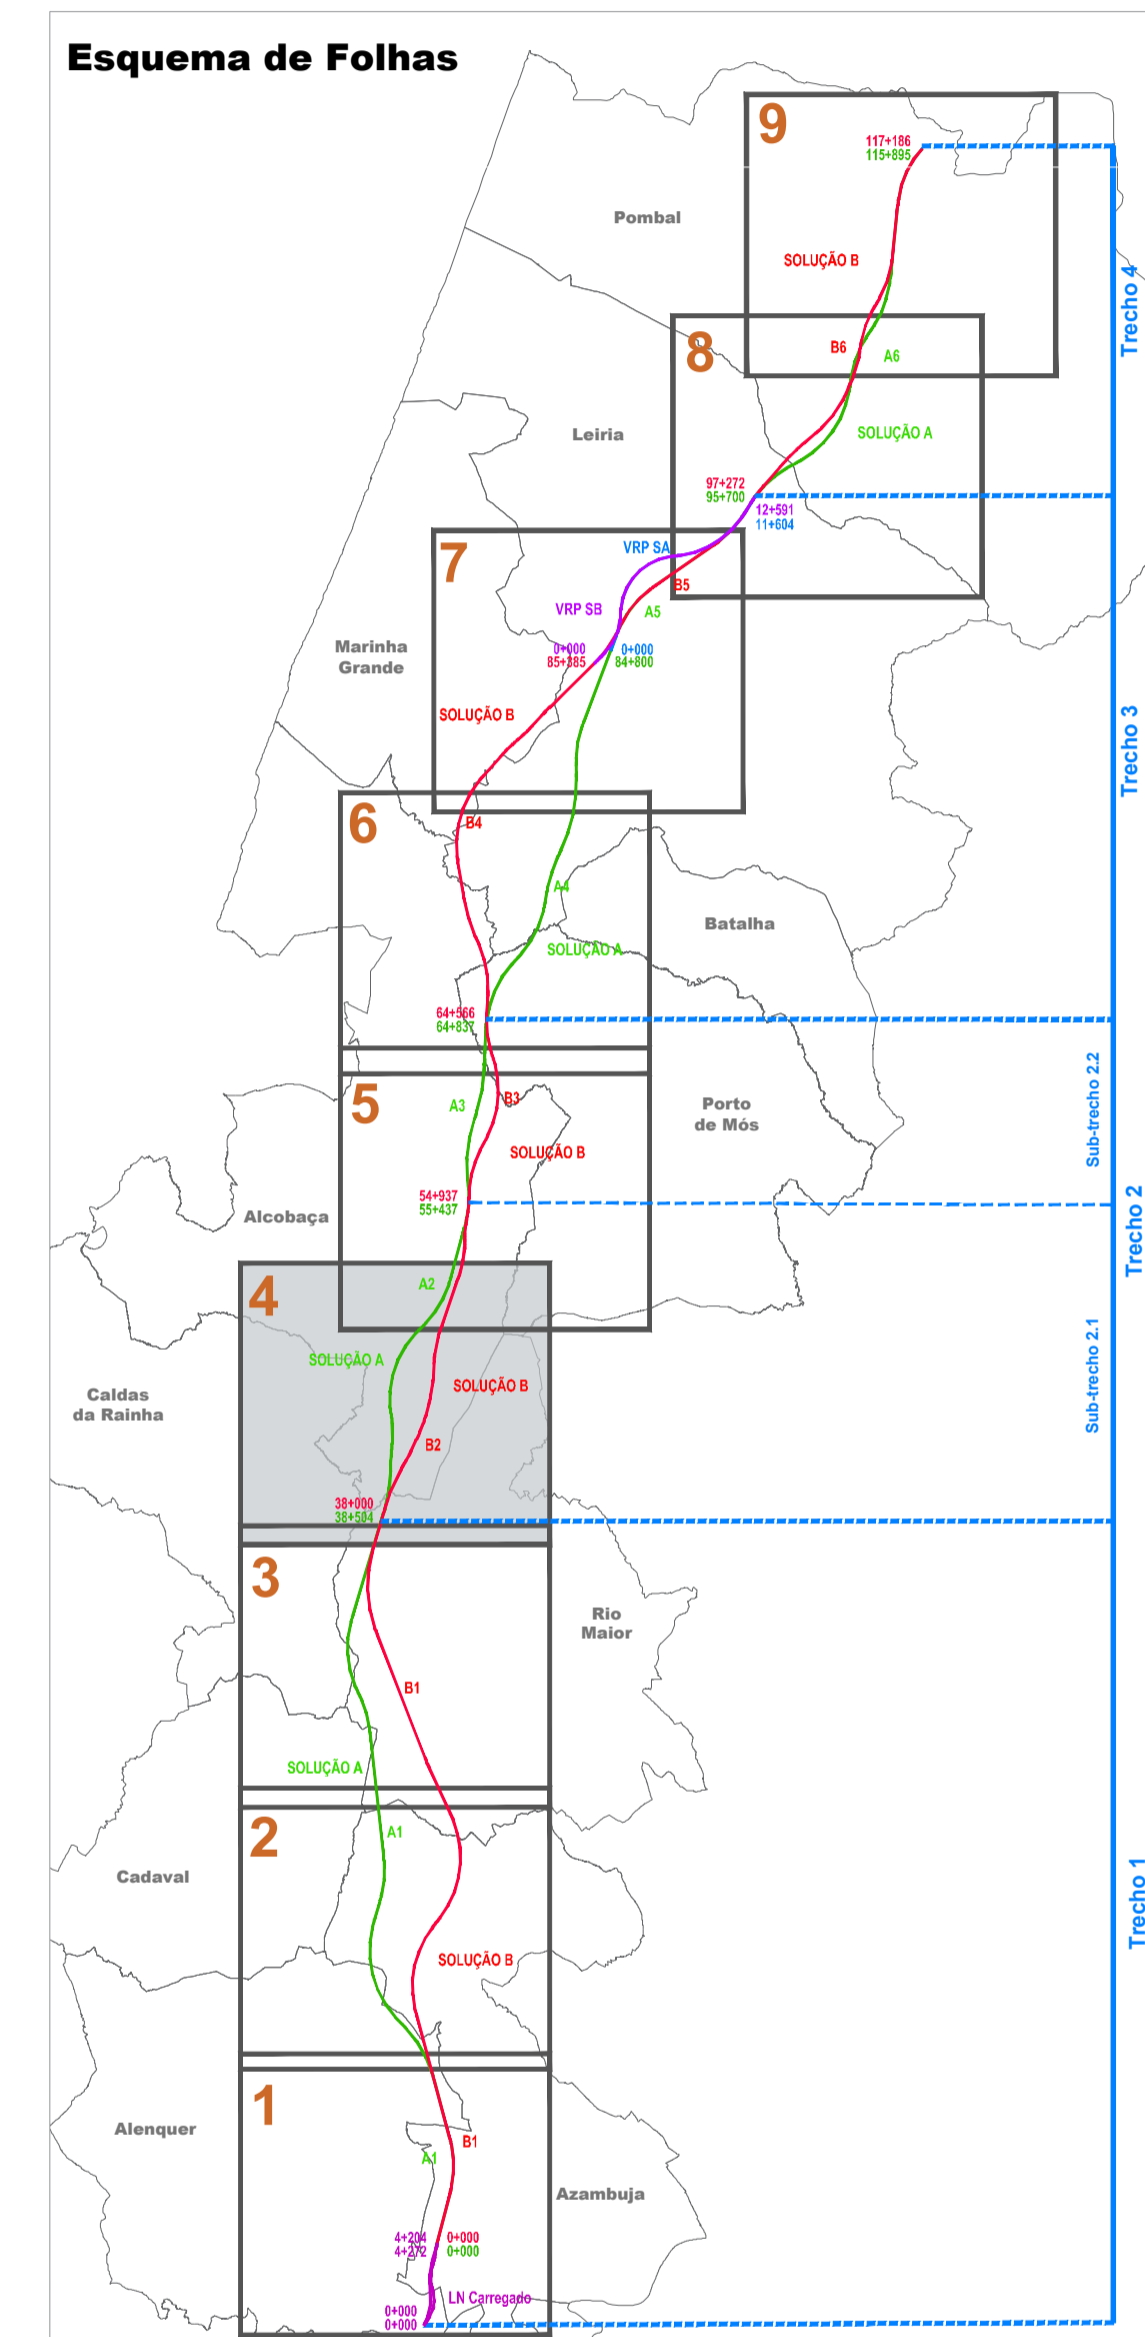 Esquema de Folhas
9
117+186
115+895
Pombal
SOLUÇÃO B
Trecho 4
8
B6
A6
Leiria
SOLUÇÃO A
97+272
95+700
12+591
11+604
7
VRP SA
B5
VRP SB
A5
Marinha
Grande
0+000
85+385
0+000
84+800
SOLUÇÃO B
Trecho 3
6
B4
A4
Batalha
SOLUÇÃO A
64+566
64+837
Sub-trecho 2.2
5
A3
B3
Porto
de Mós
SOLUÇÃO B
54+937
55+437
Alcobaça
Trecho 2
4
A2
SOLUÇÃO A
SOLUÇÃO B
Sub-trecho 2.1
Caldas
da Rainha
B2
38+000
38+504
3
Rio
Maior
B1
SOLUÇÃO A
2
A1
Cadaval
Trecho 1
SOLUÇÃO B
1
Alenquer
B1
A1
Azambuja
4+204
4+272
0+000
0+000
LN Carregado
0+000
0+000